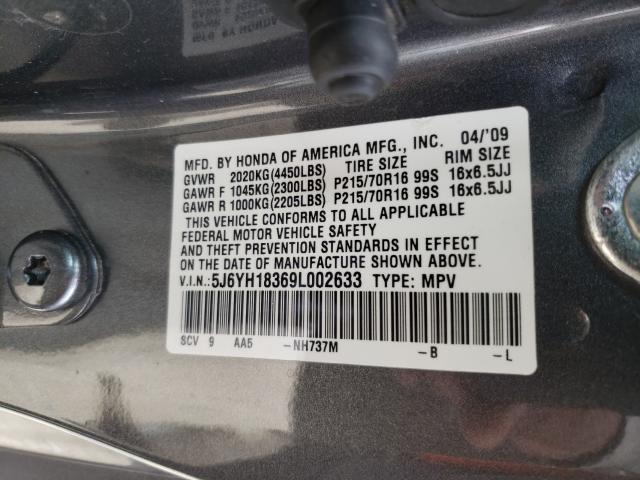 MFD. BY HONDA OF AMERICA MFG., INC. 04/'09
GVWR 2020KG(4450LBS) TIRE SIZE RIM SIZE
GAWR F 1045KG(2300LBS) P215/70R16 99S 16x6.5JJ
GAWR R 1000KG(2205LBS) P215/70R16 99S 16x6.5JJ
THIS VEHICLE CONFORMS TO ALL APPLICABLE
FEDERAL MOTOR VEHICLE SAFETY
AND THEFT PREVENTION STANDARDS IN EFFECT
ON THE DATE OF MANUFACTURE SHOWN ABOVE.
V.I.N.: 5J6YH18369L002633 TYPE: MPV
SCV 9 AA5 -NH737M -B -L